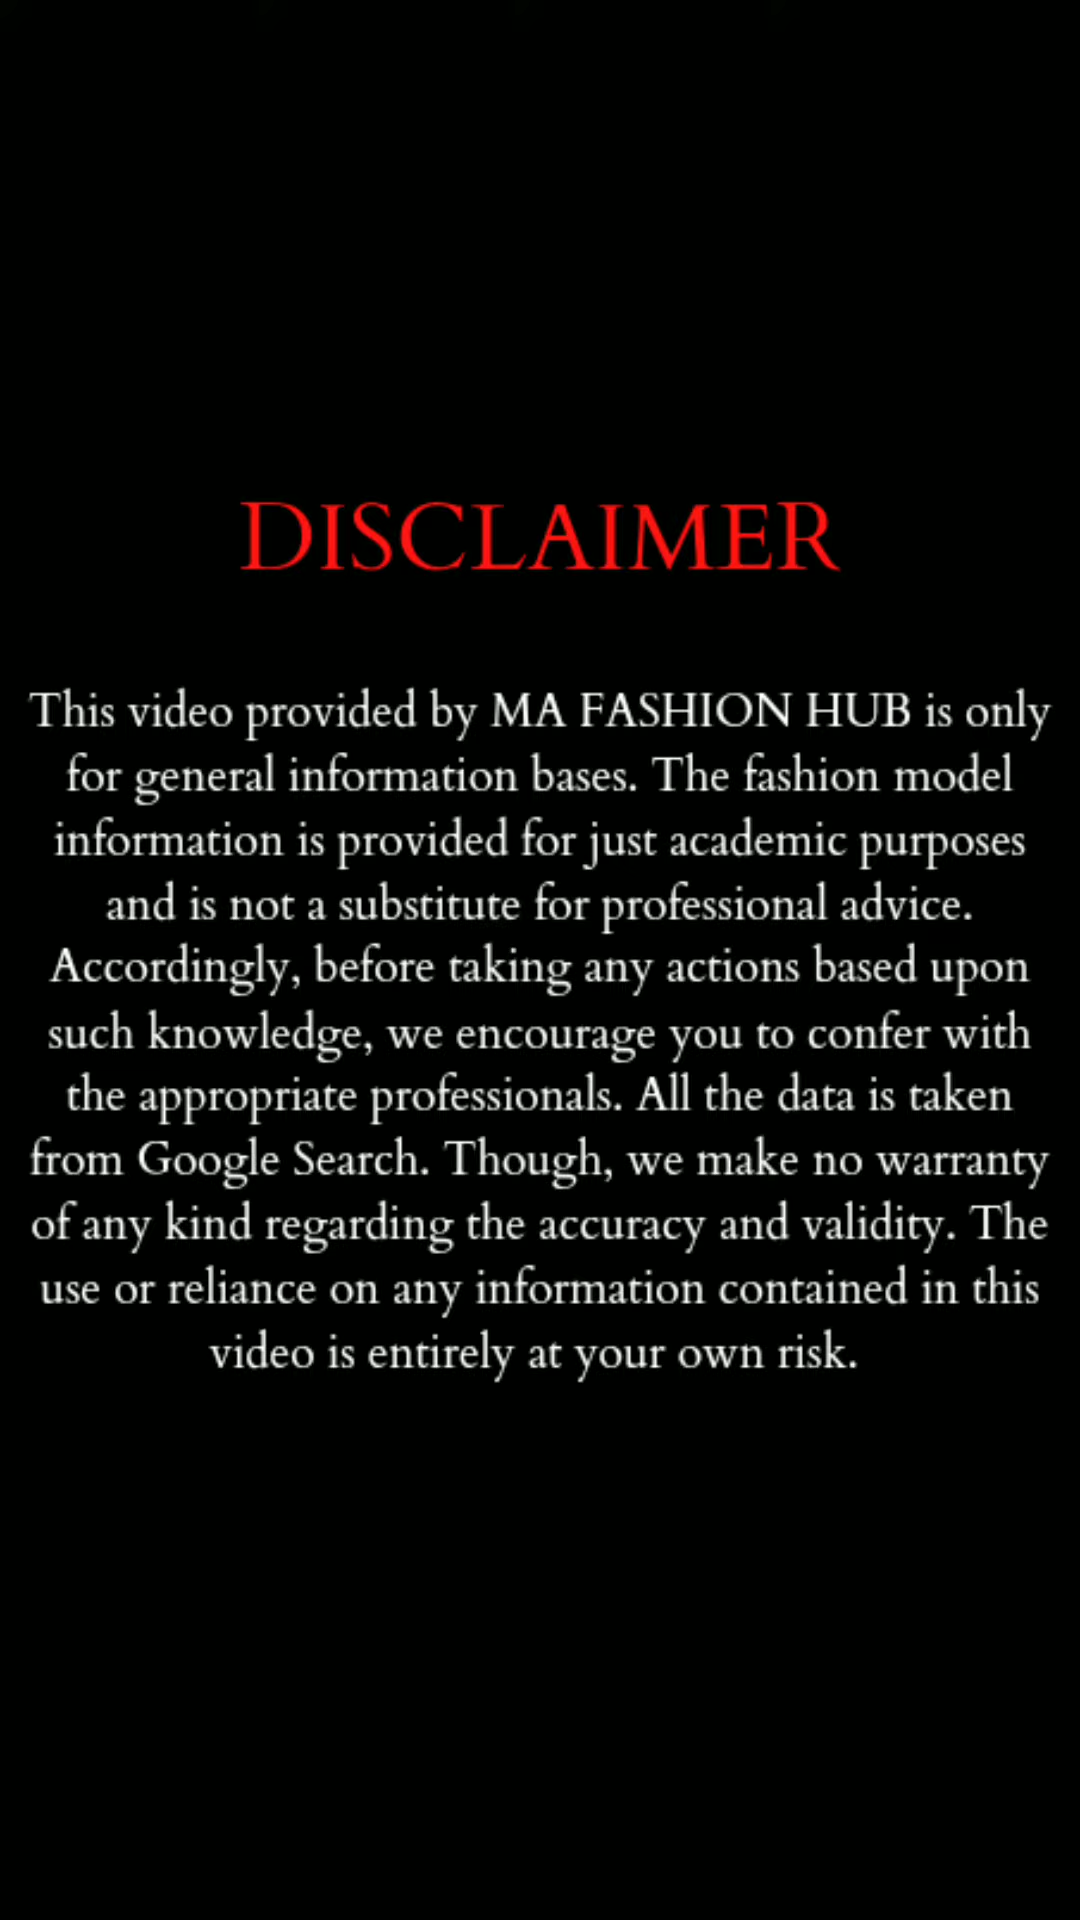 DISCLAIMER
This video provided by MA FASHION HUB is only
for general information bases. The fashion model
information is provided for just academic purposes
and is not a substitute for professional advice.
Accordingly, before taking any actions based upon
such knowledge, we encourage you to confer with
the appropriate professionals. All the data is taken
from Google Search. Though, we make no warranty
of any kind regarding the accuracy and validity. The
use or reliance on any information contained in this
video is entirely at your own risk.